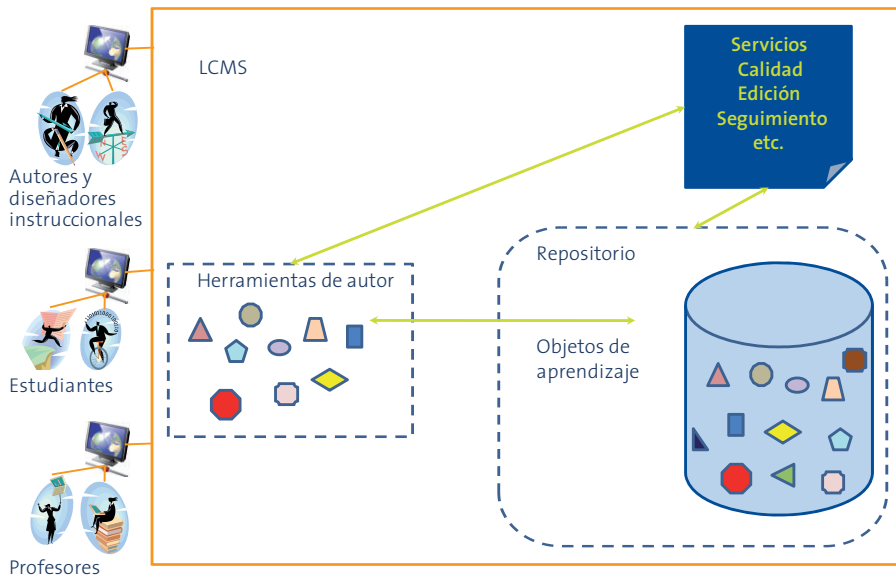 LCMS
Servicios
Calidad
Edición
Seguimiento
etc.
Autores y
diseñadores
instruccionales
Herramientas de autor
Repositorio
Objetos de
aprendizaje
Estudiantes
Profesores